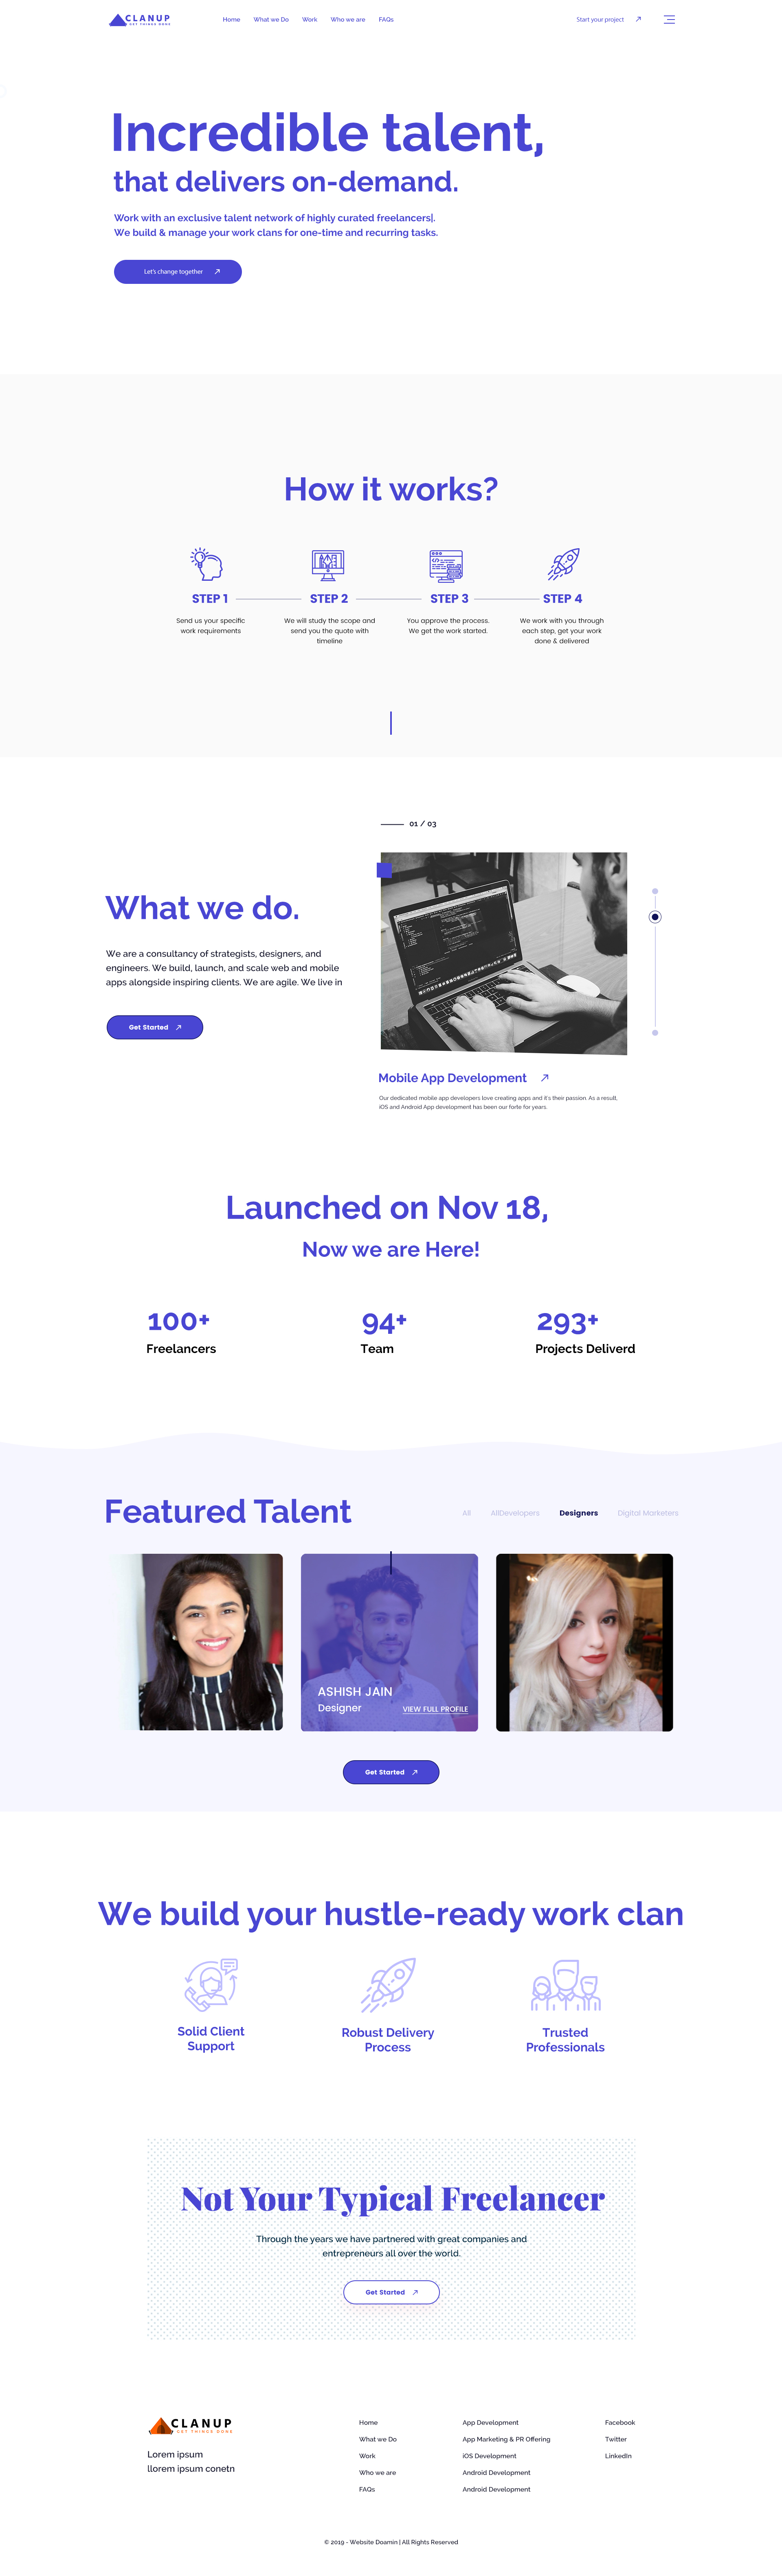 CLANUP
GET THINGS DONE
Home What we Do Work Who we are FAQs
Start your project
Incredible talent,
that delivers on-demand.
Work with an exclusive talent network of highly curated freelancers|.
We build & manage your work clans for one-time and recurring tasks.
Let's change together
How it works?
STEP 1
Send us your specific
work requirements
STEP 2
We will study the scope and
send you the quote with
timeline
STEP 3
You approve the process.
We get the work started.
STEP 4
We work with you through
each step, get your work
done & delivered
01 / 03
What we do.
We are a consultancy of strategists, designers, and
engineers. We build, launch, and scale web and mobile
apps alongside inspiring clients. We are agile. We live in
Get Started
Mobile App Development
Our dedicated mobile app developers love creating apps and it's their passion. As a result,
iOS and Android App development has been our forte for years.
Launched on Nov 18,
Now we are Here!
100+
Freelancers
94+
Team
293+
Projects Deliverd
Featured Talent
All AllDevelopers Designers Digital Marketers
ASHISH JAIN
Designer
VIEW FULL PROFILE
Get Started
We build your hustle-ready work clan
Solid Client
Support
Robust Delivery
Process
Trusted
Professionals
Not Your Typical Freelancer
Through the years we have partnered with great companies and
entrepreneurs all over the world.
Get Started
CLANUP
GET THINGS DONE
Lorem ipsum
llorem ipsum conetn
Home
What we Do
Work
Who we are
FAQs
App Development
App Marketing & PR Offering
iOS Development
Android Development
Android Development
Facebook
Twitter
LinkedIn
© 2019 - Website Doamin | All Rights Reserved